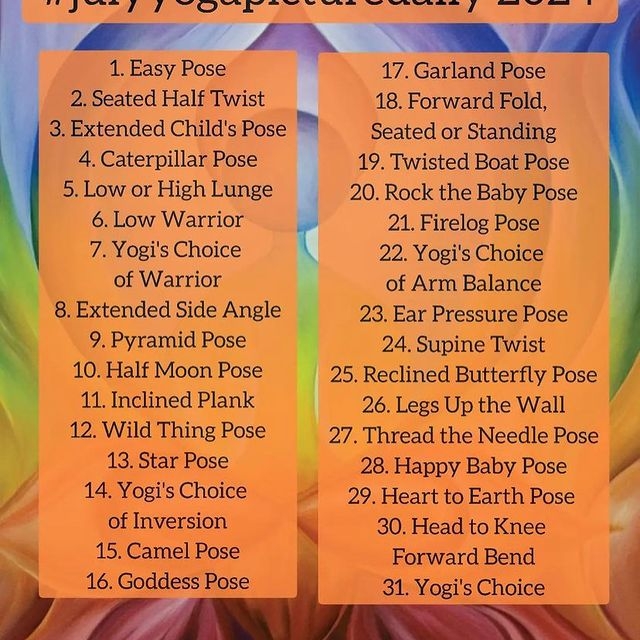 #julyyogapicturedaily 2024
1. Easy Pose
2. Seated Half Twist
3. Extended Child's Pose
4. Caterpillar Pose
5. Low or High Lunge
6. Low Warrior
7. Yogi's Choice
of Warrior
8. Extended Side Angle
9. Pyramid Pose
10. Half Moon Pose
11. Inclined Plank
12. Wild Thing Pose
13. Star Pose
14. Yogi's Choice
of Inversion
15. Camel Pose
16. Goddess Pose
17. Garland Pose
18. Forward Fold,
Seated or Standing
19. Twisted Boat Pose
20. Rock the Baby Pose
21. Firelog Pose
22. Yogi's Choice
of Arm Balance
23. Ear Pressure Pose
24. Supine Twist
25. Reclined Butterfly Pose
26. Legs Up the Wall
27. Thread the Needle Pose
28. Happy Baby Pose
29. Heart to Earth Pose
30. Head to Knee
Forward Bend
31. Yogi's Choice